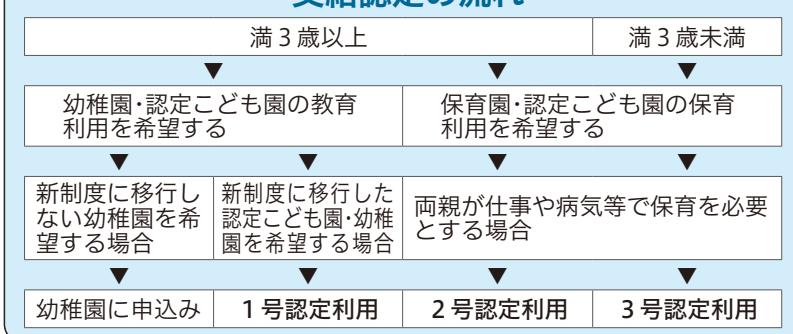 満3歳以上
満3歳未満
▼
▼
▼
幼稚園・認定こども園の教育
利用を希望する
保育園・認定こども園の保育
利用を希望する
▼
▼
▼
▼
新制度に移行し
ない幼稚園を希
望する場合
新制度に移行した
認定こども園・幼稚
園を希望する場合
両親が仕事や病気等で保育を必要
とする場合
▼
▼
▼
▼
幼稚園に申込み
1号認定利用
2号認定利用
3号認定利用